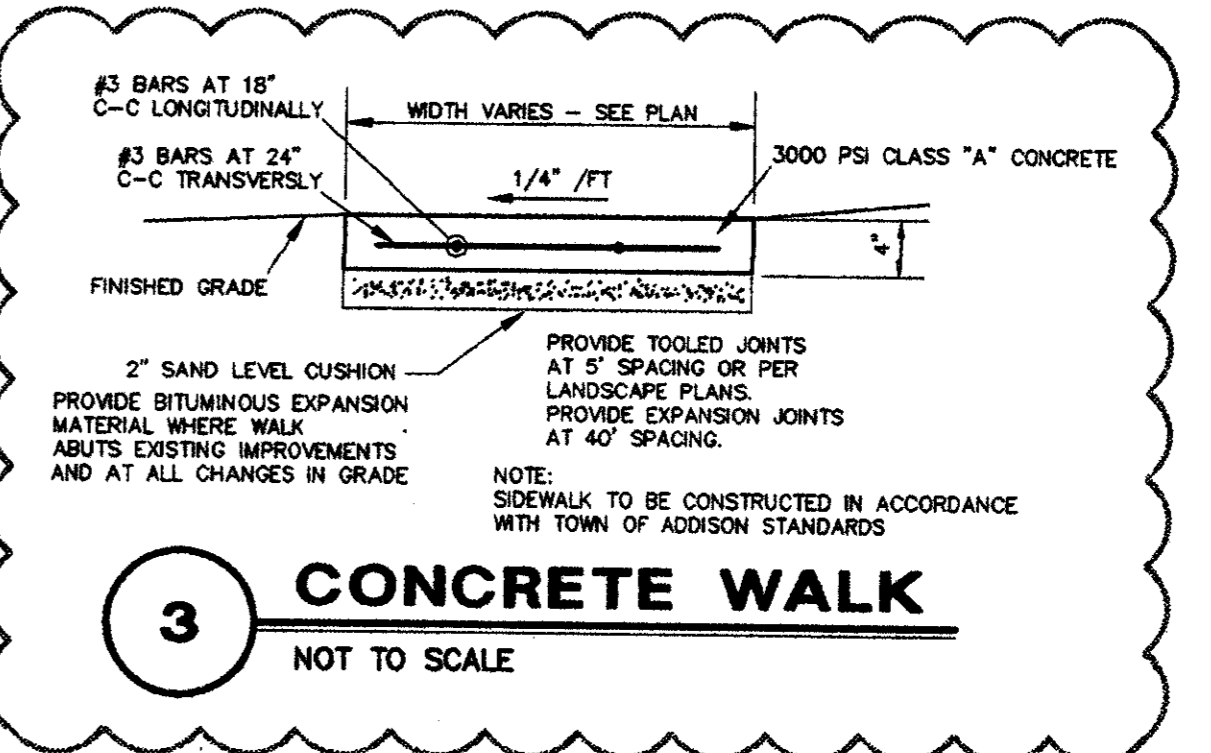 #3 BARS AT 18"
C-C LONGITUDINALLY
WIDTH VARIES - SEE PLAN
#3 BARS AT 24"
C-C TRANSVERSLY
1/4" /FT
3000 PSI CLASS "A" CONCRETE
4"
FINISHED GRADE
2" SAND LEVEL CUSHION
PROVIDE BITUMINOUS EXPANSION
MATERIAL WHERE WALK
ABUTS EXISTING IMPROVEMENTS
AND AT ALL CHANGES IN GRADE
PROVIDE TOOLED JOINTS
AT 5' SPACING OR PER
LANDSCAPE PLANS.
PROVIDE EXPANSION JOINTS
AT 40' SPACING.
NOTE:
SIDEWALK TO BE CONSTRUCTED IN ACCORDANCE
WITH TOWN OF ADDISON STANDARDS
3
CONCRETE WALK
NOT TO SCALE